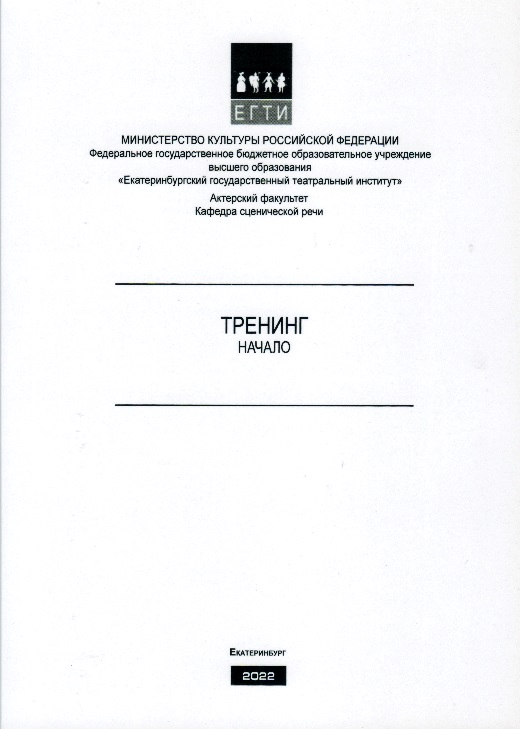 ЕГТИ
МИНИСТЕРСТВО КУЛЬТУРЫ РОССИЙСКОЙ ФЕДЕРАЦИИ
Федеральное государственное бюджетное образовательное учреждение
высшего образования
«Екатеринбургский государственный театральный институт»
Актерский факультет
Кафедра сценической речи
ТРЕНИНГ
НАЧАЛО
Екатеринбург
2022